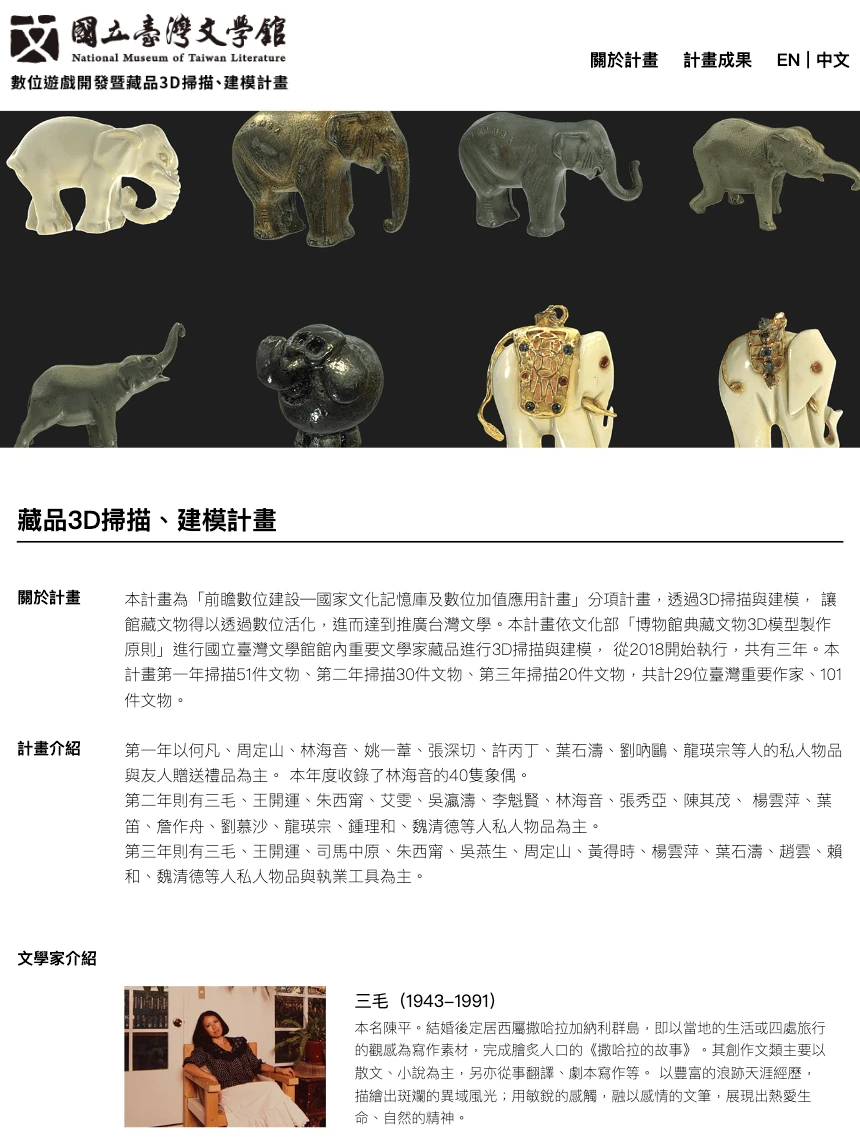 國立臺灣文學館
National Museum of Taiwan Literature
數位遊戲開發暨藏品3D掃描、建模計畫
關於計畫 計畫成果 EN | 中文
藏品3D掃描、建模計畫
關於計畫
本計畫為「前瞻數位建設—國家文化記憶庫及數位加值應用計畫」分項計畫，透過3D掃描與建模， 讓
館藏文物得以透過數位活化，進而達到推廣台灣文學。本計畫依文化部「博物館典藏文物3D模型製作
原則」進行國立臺灣文學館館內重要文學家藏品進行3D掃描與建模， 從2018開始執行，共有三年。本
計畫第一年掃描51件文物、第二年掃描30件文物、第三年掃描20件文物，共計29位臺灣重要作家、101
件文物。
計畫介紹
第一年以何凡、周定山、林海音、姚一葦、張深切、許丙丁、葉石濤、劉吶鷗、龍瑛宗等人的私人物品
與友人贈送禮品為主。 本年度收錄了林海音的40隻象偶。
第二年則有三毛、王開運、朱西甯、艾雯、吳瀛濤、李魁賢、林海音、張秀亞、陳其茂、 楊雲萍、葉
笛、詹作舟、劉慕沙、龍瑛宗、鍾理和、魏清德等人私人物品為主。
第三年則有三毛、王開運、司馬中原、朱西甯、吳燕生、周定山、黃得時、楊雲萍、葉石濤、趙雲、賴
和、魏清德等人私人物品與執業工具為主。
文學家介紹
三毛（1943–1991）
本名陳平。結婚後定居西屬撒哈拉加納利群島，即以當地的生活或四處旅行
的觀感為寫作素材，完成膾炙人口的《撒哈拉的故事》。其創作文類主要以
散文、小說為主，另亦從事翻譯、劇本寫作等。 以豐富的浪跡天涯經歷，
描繪出斑斕的異域風光；用敏銳的感觸，融以感情的文筆，展現出熱愛生
命、自然的精神。